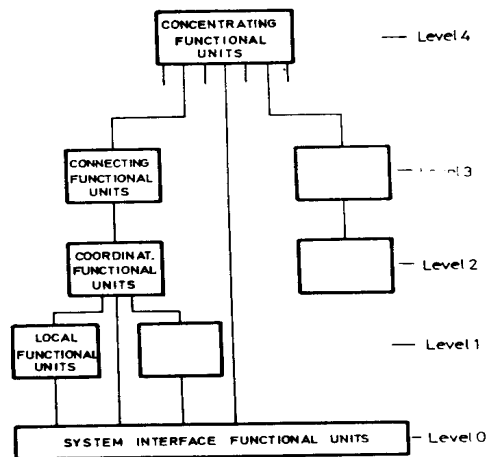 CONCENTRATING
FUNCTIONAL
UNITS
Level 4
CONNECTING
FUNCTIONAL
UNITS
3
COORDINAT.
FUNCTIONAL
UNITS
Level 2
LOCAL
FUNCTIONAL
UNITS
Level 1
SYSTEM INTERFACE FUNCTIONAL UNITS
Level 0